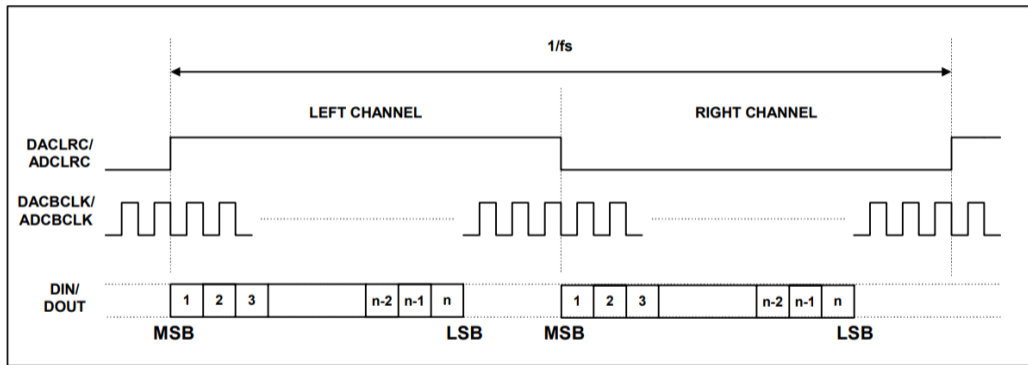 1/fs
LEFT CHANNEL RIGHT CHANNEL
DACLRC/
ADCLRC
DACBCLK/
ADCBCLK
DIN/
DOUT
1 2 3 n-2 n-1 n 1 2 3 n-2 n-1 n
MSB LSB MSB LSB